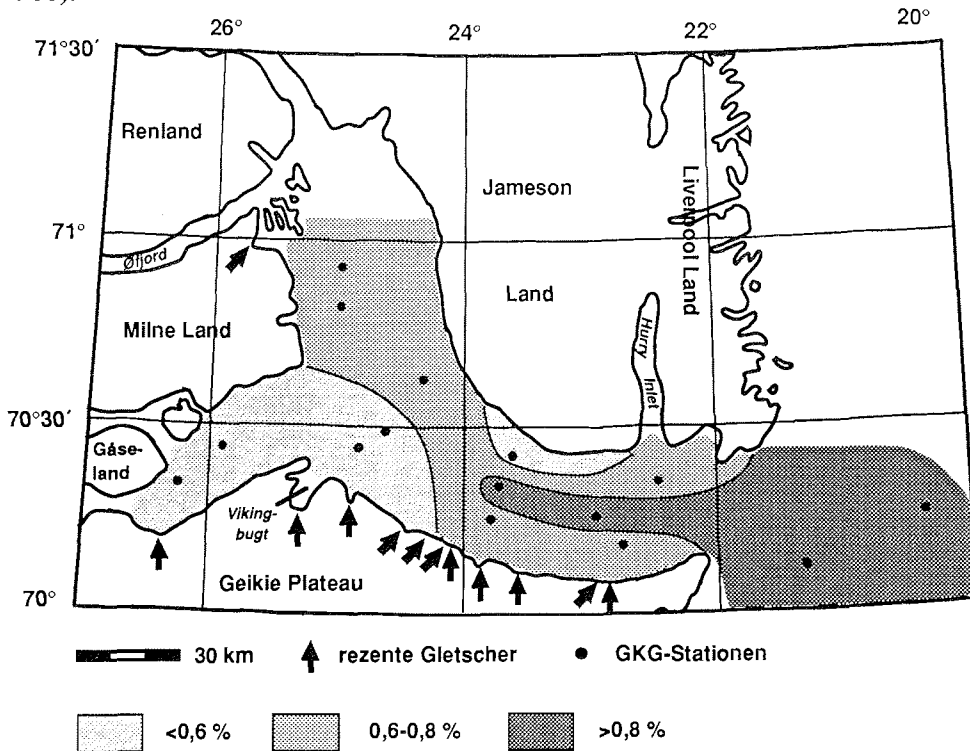 26° 24° 22° 20°
71°30′
Renland
Jameson
Liverpool Land
71°
Øfjord
Land
Milne Land
Hurry Inlet
70°30′
Gåse-
land
Viking-
bugt
Geikie Plateau
70°
30 km rezente Gletscher GKG-Stationen
<0,6 % 0,6-0,8 % >0,8 %